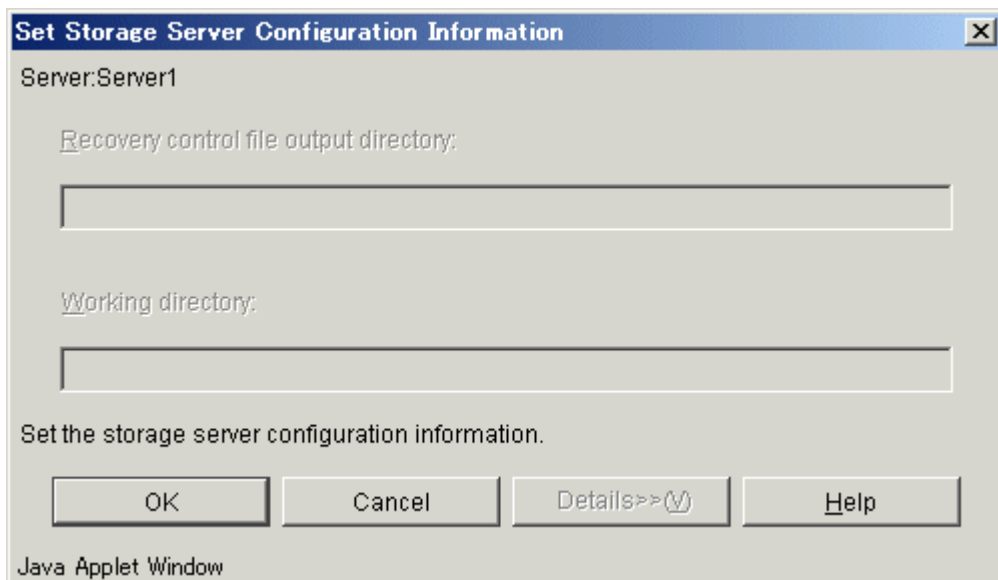 Set Storage Server Configuration Information
Server:Server1
Recovery control file output directory:
Working directory:
Set the storage server configuration information.
OK Cancel Details>>(V) Help
Java Applet Window